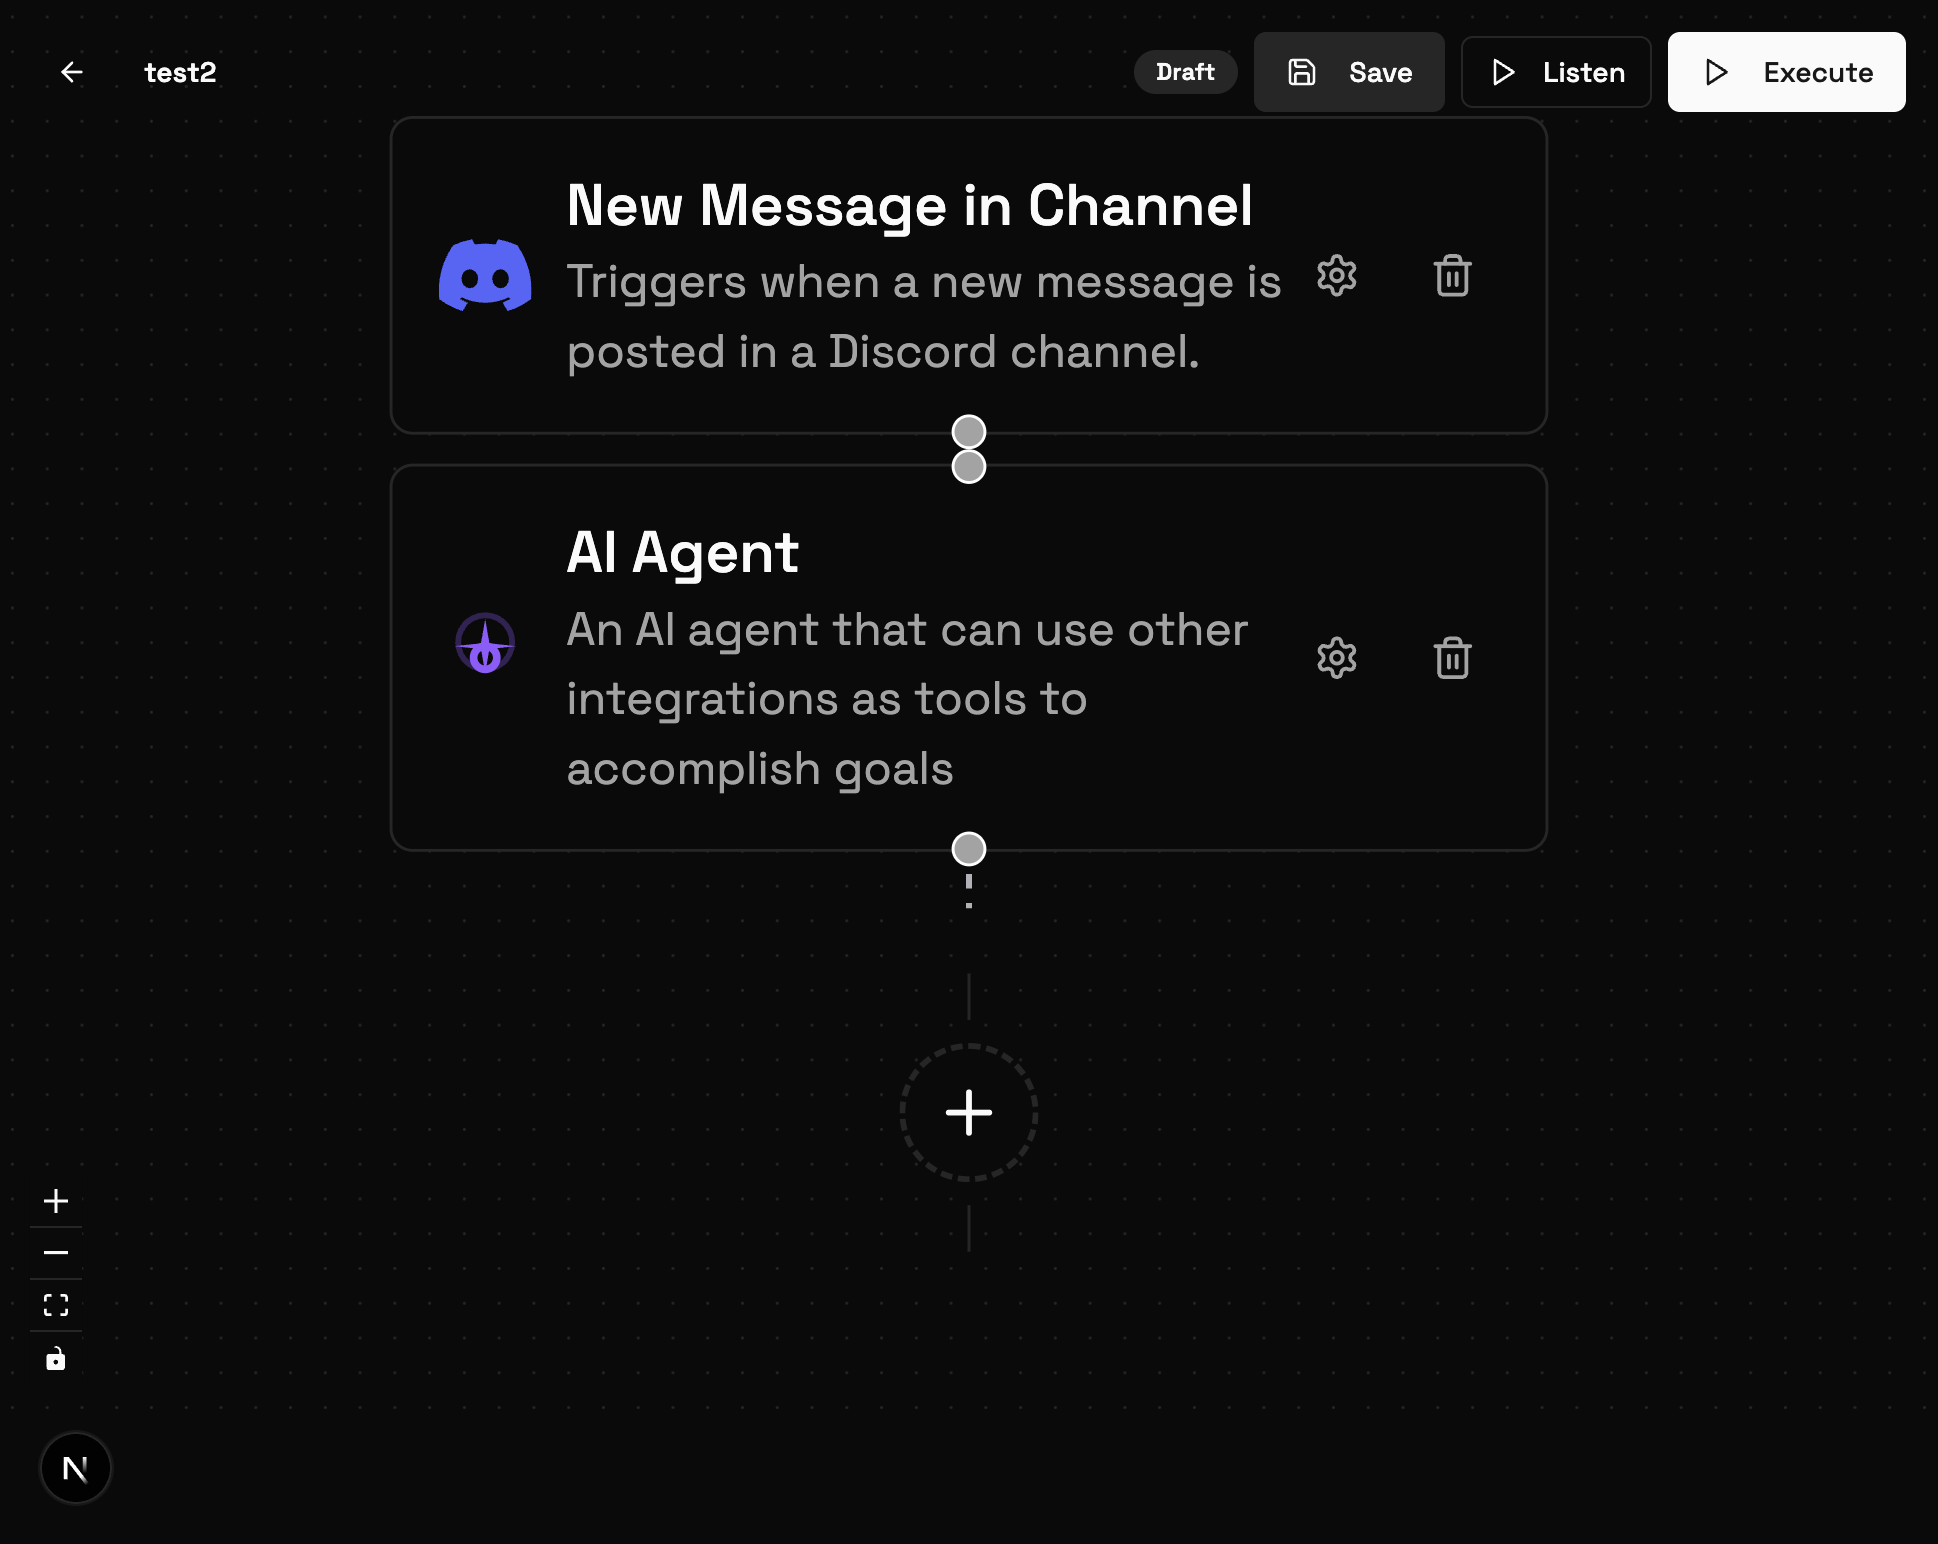 test2
Draft
Save
Listen
Execute
New Message in Channel
Triggers when a new message is
posted in a Discord channel.
AI Agent
An AI agent that can use other
integrations as tools to
accomplish goals
N